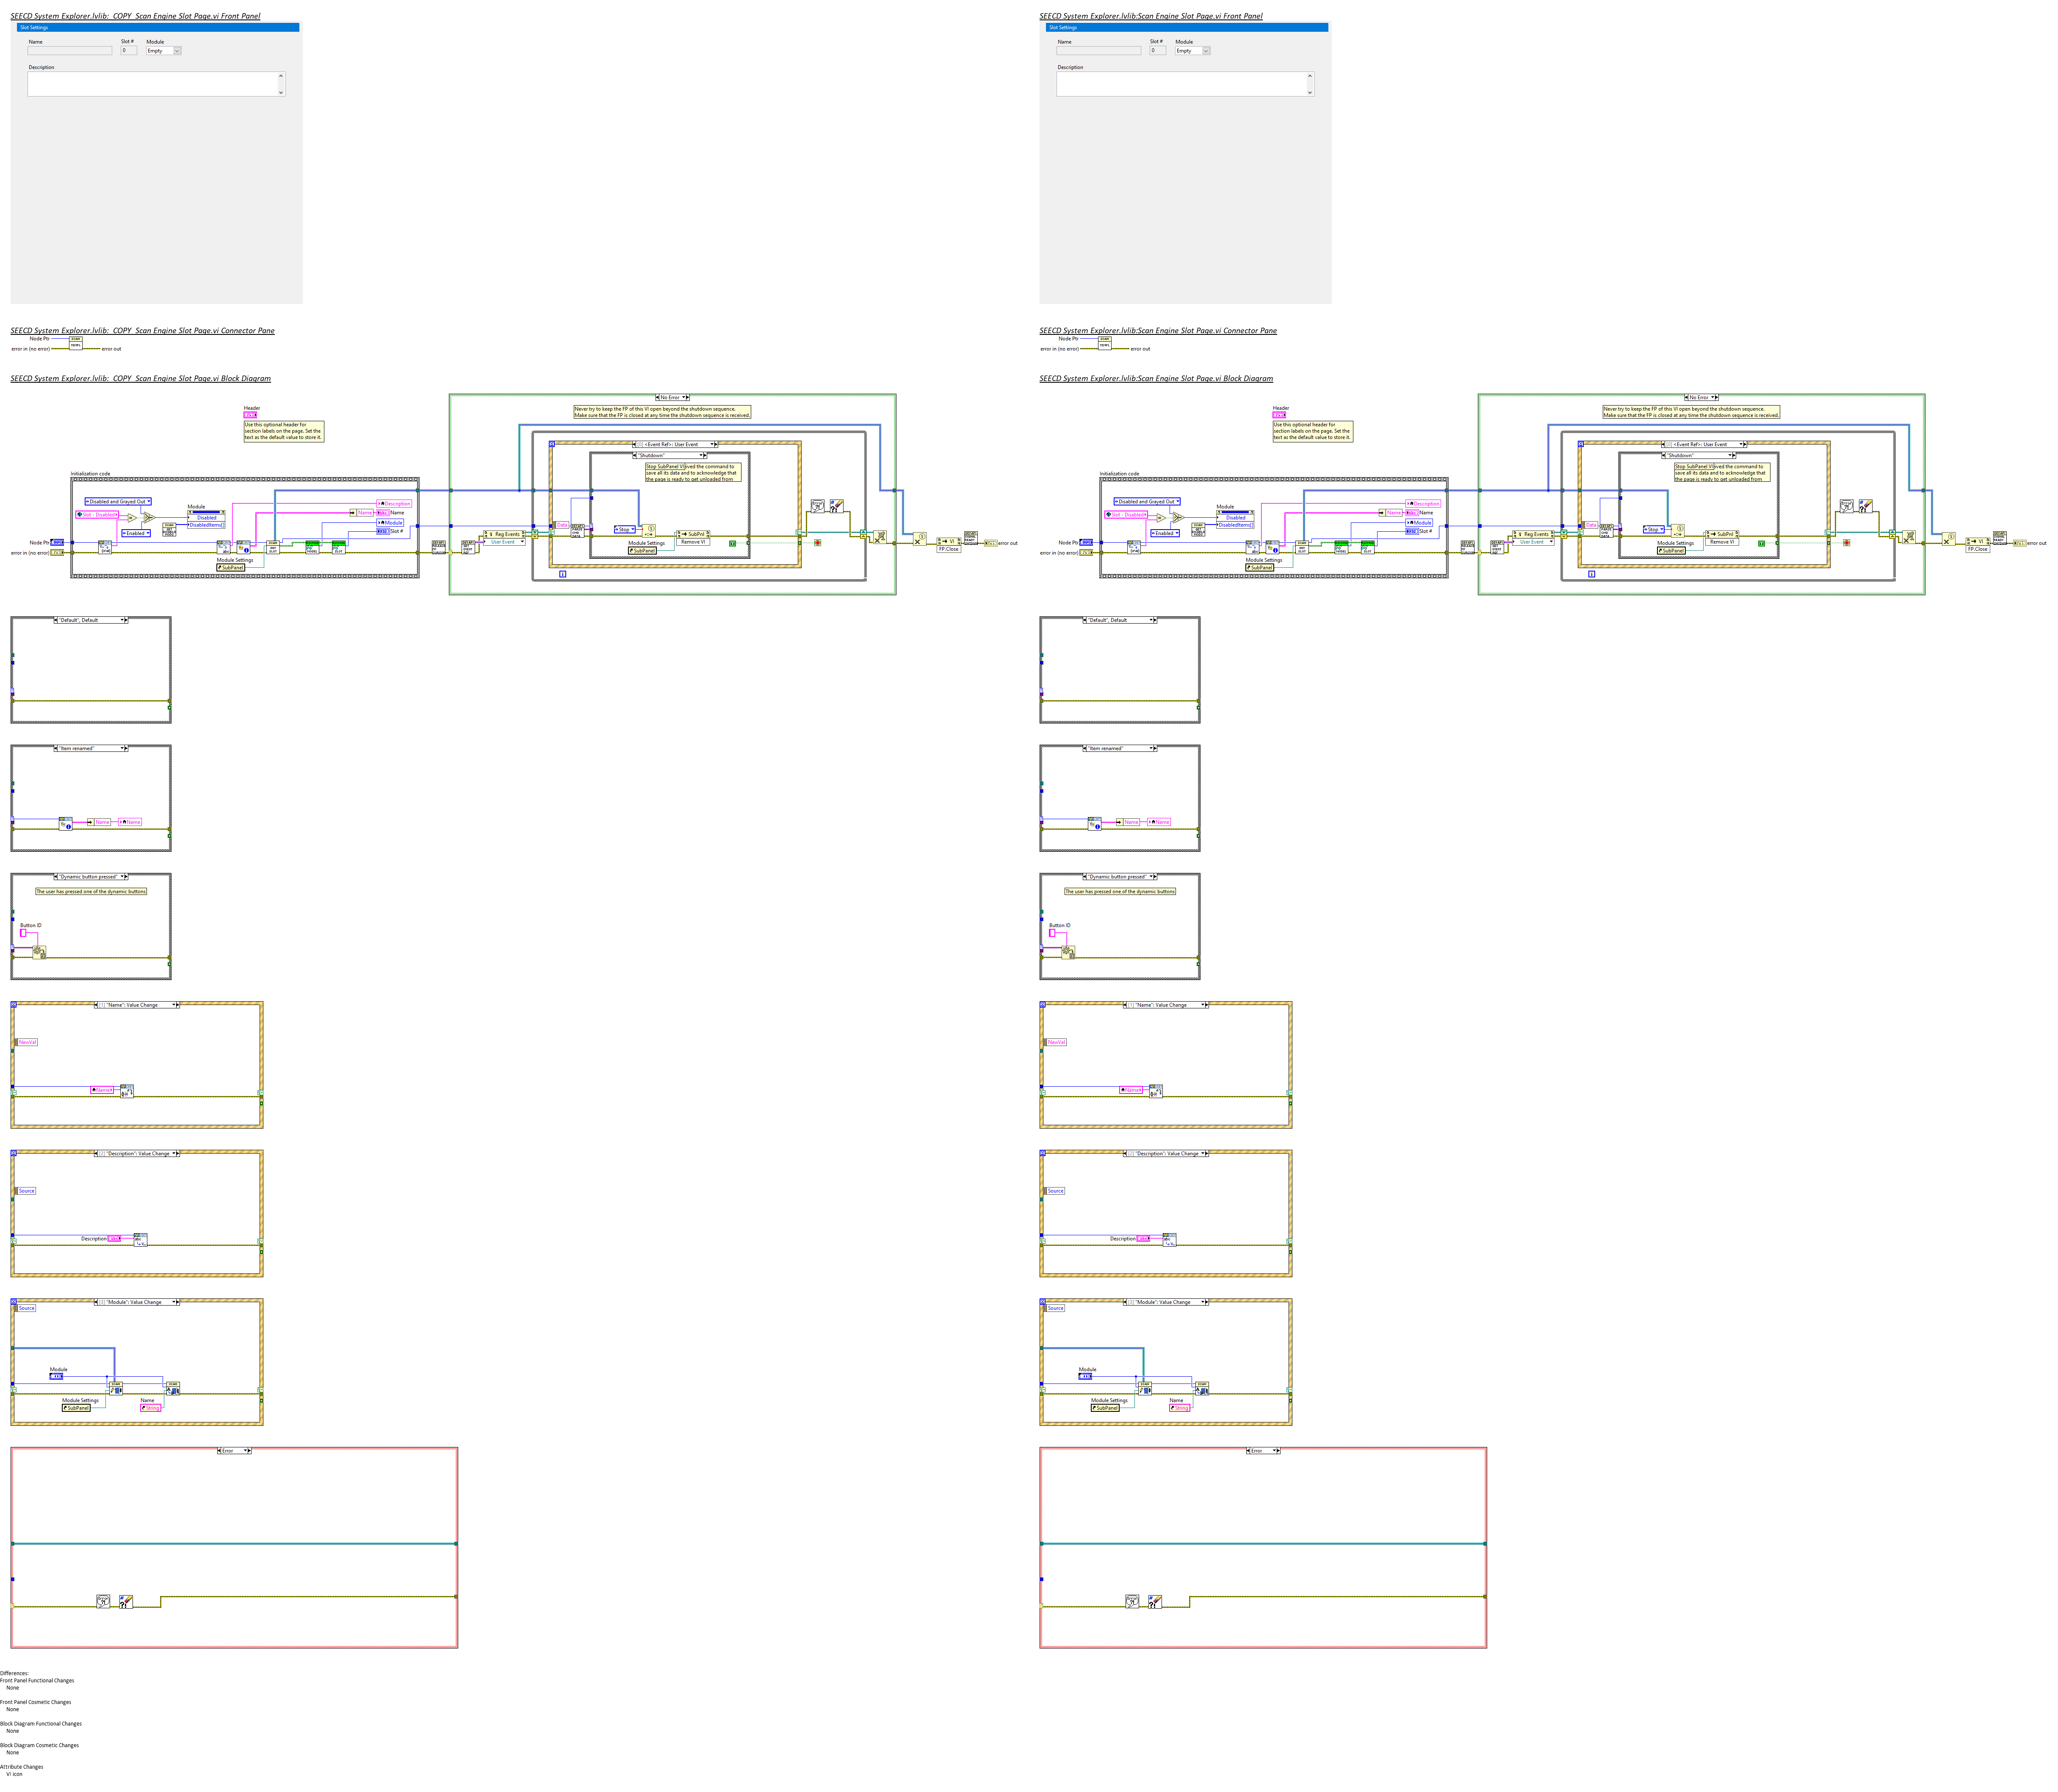 SEECD System Explorer.lvlib:_COPY_Scan Engine Slot Page.vi Front Panel
Slot Settings
Name
Slot #
Module
0
Empty
Description
SEECD System Explorer.lvlib:_COPY_Scan Engine Slot Page.vi Connector Pane
Node Ptr
error in (no error)
error out
SEECD System Explorer.lvlib:_COPY_Scan Engine Slot Page.vi Block Diagram
Header
Use this optional header for
section labels on the page. Set the
text as the default value to store it.
No Error
Never try to keep the FP of this VI open beyond the shutdown sequence.
Make sure that the FP is closed at any time the shutdown sequence is received.
[0] <Event Ref>: User Event
"Shutdown"
Stop SubPanel VI
ived the command to
save all its data and to acknowledge that
the page is ready to get unloaded from
Initialization code
Disabled and Grayed Out
Slot - Disabled
Enabled
Module
Disabled
DisabledItems[]
Description
Name
Name
Module
Slot #
Node Ptr
error in (no error)
Module Settings
SubPanel
Reg Events
User Event
Data
Stop
Module Settings
SubPanel
SubPnl
Remove VI
VI
FP.Close
error out
"Default", Default
"Item renamed"
Name
Name
"Dynamic button pressed"
The user has pressed one of the dynamic buttons
Button ID
[1] "Name": Value Change
NewVal
Name
[2] "Description": Value Change
Source
Description
[3] "Module": Value Change
Source
Module
Module Settings
SubPanel
Name
String
Error
SEECD System Explorer.lvlib:Scan Engine Slot Page.vi Front Panel
Slot Settings
Name
Slot #
Module
0
Empty
Description
SEECD System Explorer.lvlib:Scan Engine Slot Page.vi Connector Pane
Node Ptr
error in (no error)
error out
SEECD System Explorer.lvlib:Scan Engine Slot Page.vi Block Diagram
Header
Use this optional header for
section labels on the page. Set the
text as the default value to store it.
No Error
Never try to keep the FP of this VI open beyond the shutdown sequence.
Make sure that the FP is closed at any time the shutdown sequence is received.
[0] <Event Ref>: User Event
"Shutdown"
Stop SubPanel VI
ived the command to
save all its data and to acknowledge that
the page is ready to get unloaded from
Initialization code
Disabled and Grayed Out
Slot - Disabled
Enabled
Module
Disabled
DisabledItems[]
Description
Name
Name
Module
Slot #
Node Ptr
error in (no error)
Module Settings
SubPanel
Reg Events
User Event
Data
Stop
Module Settings
SubPanel
SubPnl
Remove VI
VI
FP.Close
error out
"Default", Default
"Item renamed"
Name
Name
"Dynamic button pressed"
The user has pressed one of the dynamic buttons
Button ID
[1] "Name": Value Change
NewVal
Name
[2] "Description": Value Change
Source
Description
[3] "Module": Value Change
Source
Module
Module Settings
SubPanel
Name
String
Error
Differences:
Front Panel Functional Changes
None
Front Panel Cosmetic Changes
None
Block Diagram Functional Changes
None
Block Diagram Cosmetic Changes
None
Attribute Changes
VI icon